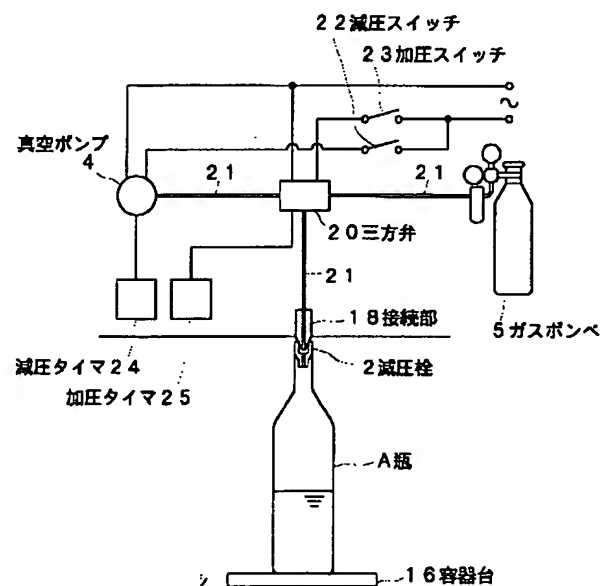 22減圧スイッチ
23加圧スイッチ
真空ポンプ
4
21
21
20三方弁
21
18接続部
5ガスボンベ
2減圧栓
減圧タイマ24
加圧タイマ25
A瓶
16容器台